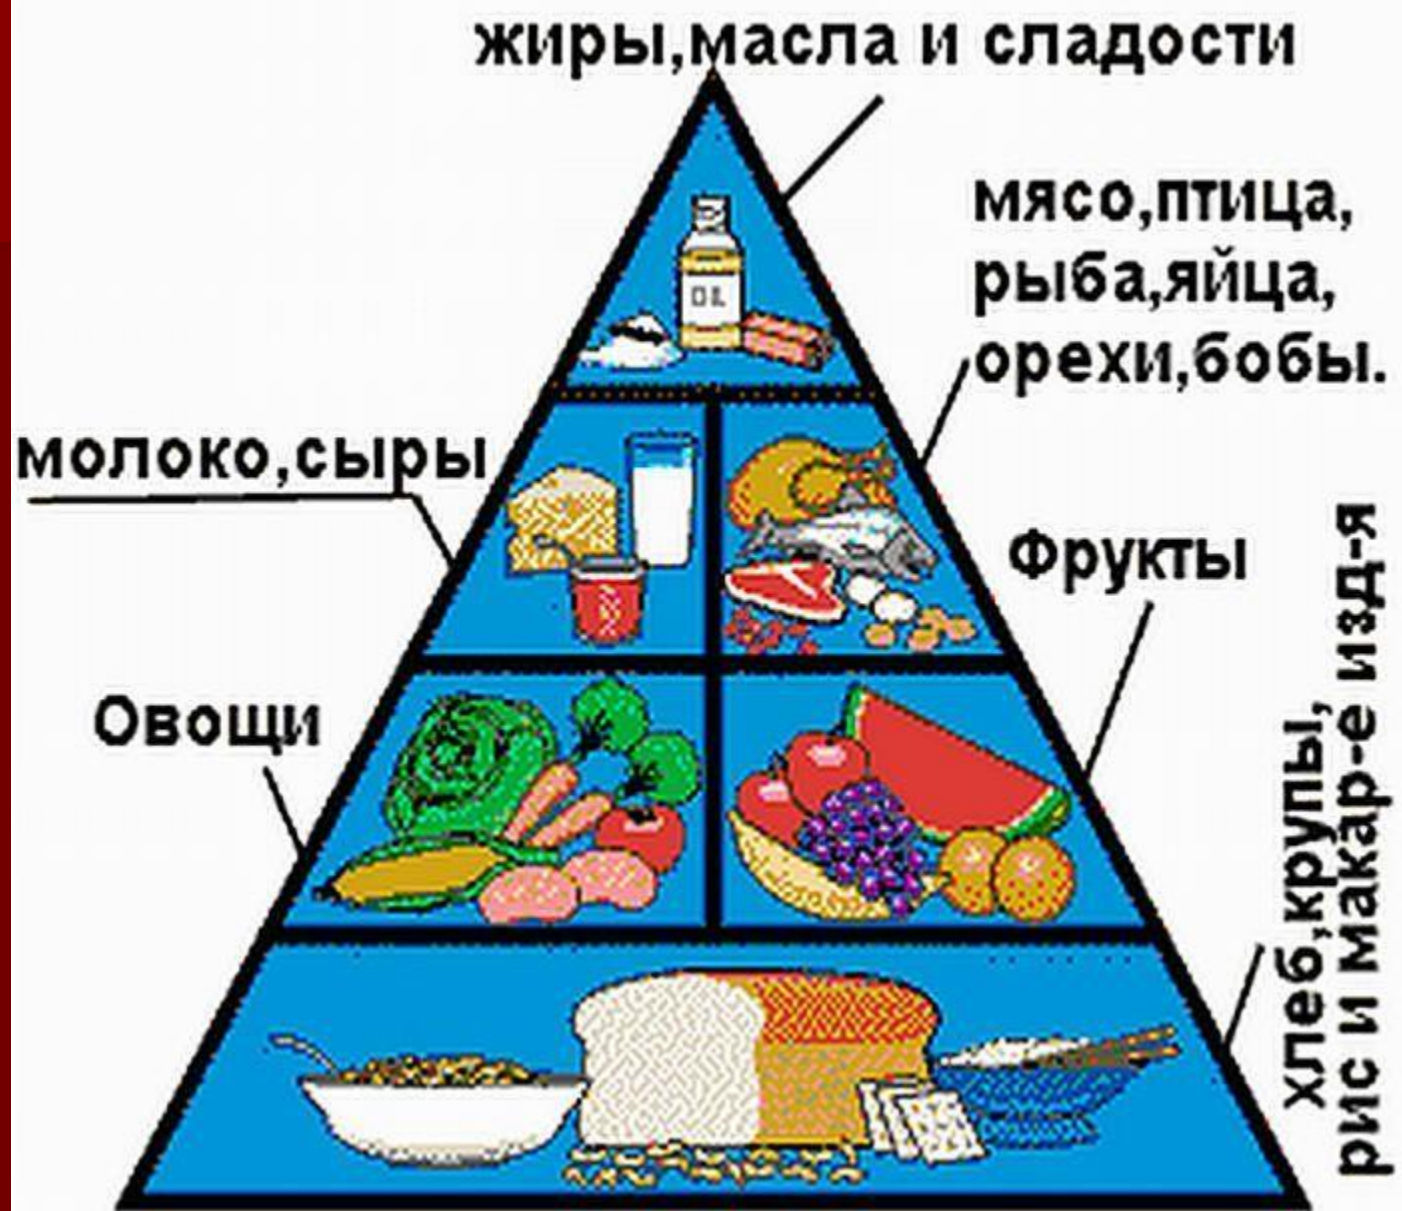 жиры,масла и сладости
мясо,птица,
рыба,яйца,
орехи,бобы.
молоко,сыры
Фрукты
Овощи
хлеб,крупы,
рис и макар-е изд-я
OIL